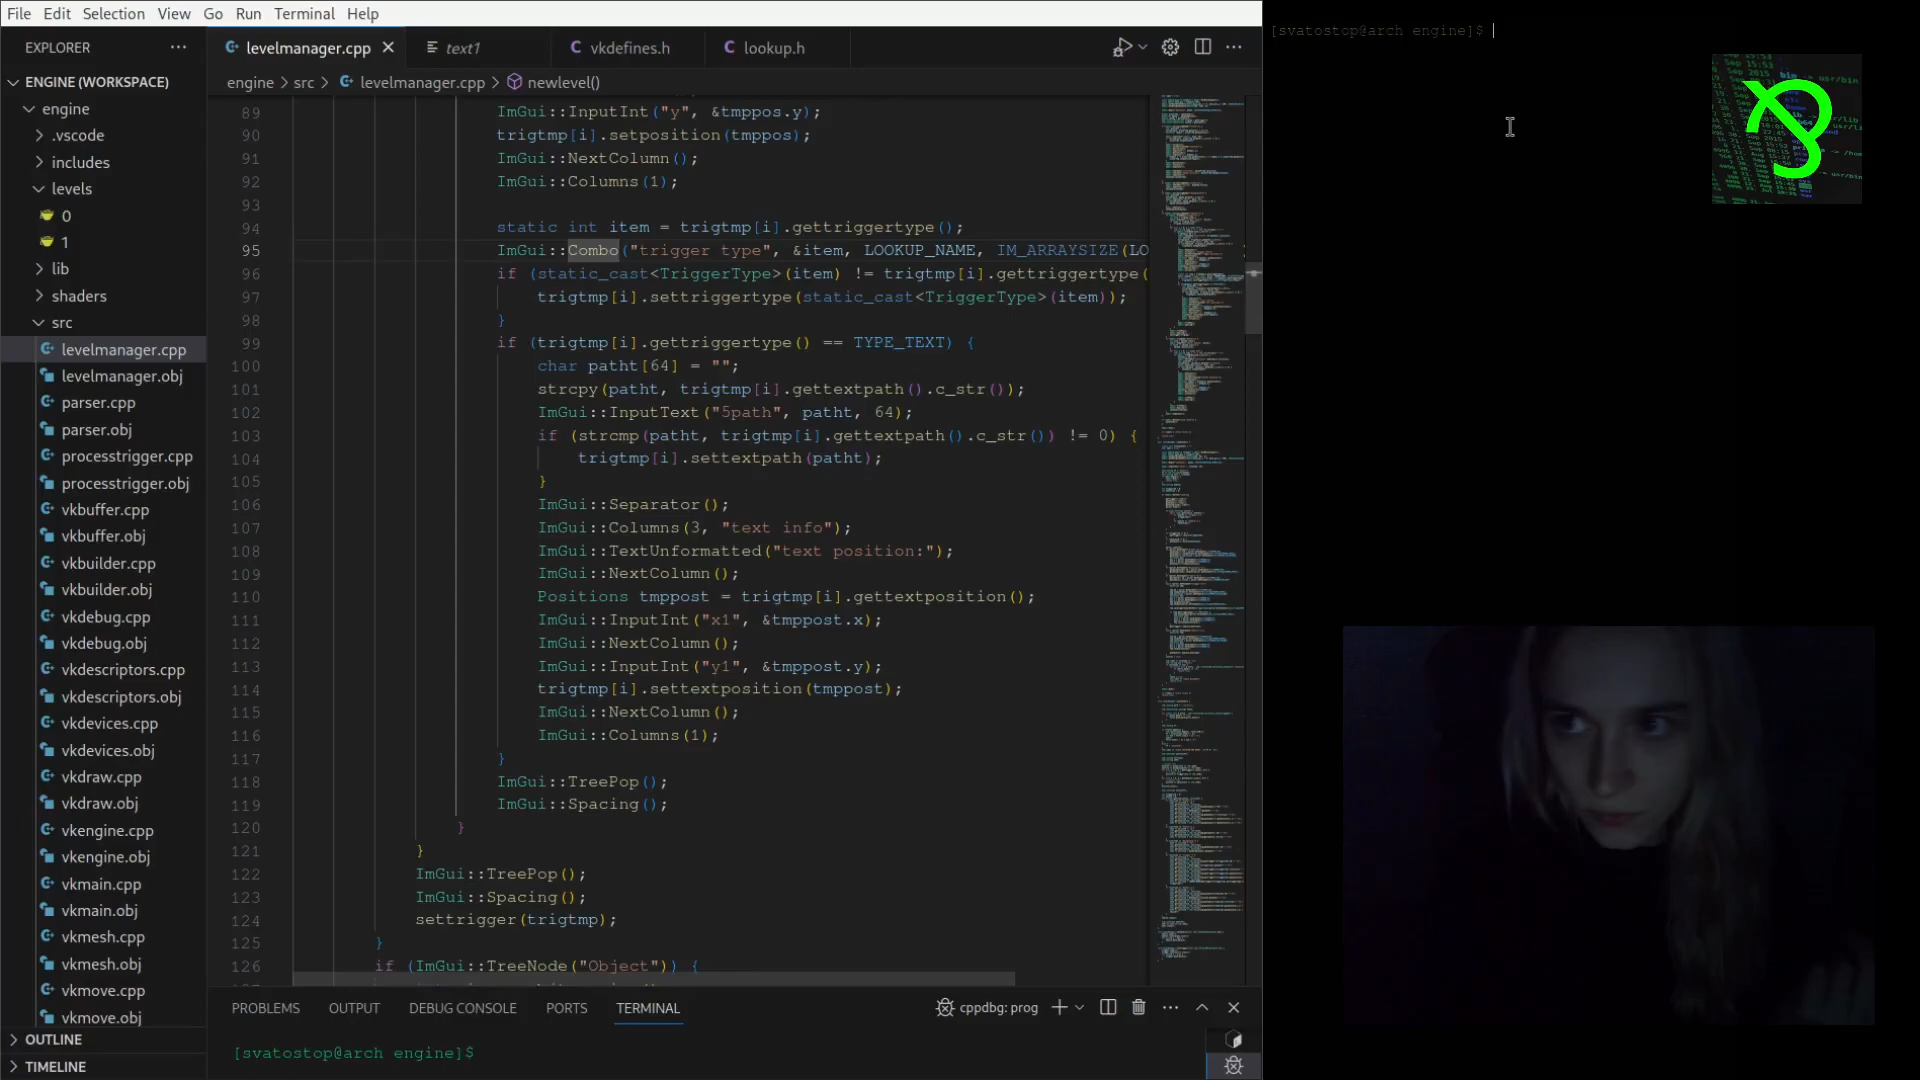 File Edit Selection View Go Run Terminal Help
EXPLORER
levelmanager.cpp
text1
vkdefines.h
lookup.h
[svatostop@arch engine]$
ENGINE (WORKSPACE)
engine
.vscode
includes
levels
0
1
lib
shaders
src
levelmanager.cpp
levelmanager.obj
parser.cpp
parser.obj
processtrigger.cpp
processtrigger.obj
vkbuffer.cpp
vkbuffer.obj
vkbuilder.cpp
vkbuilder.obj
vkdebug.cpp
vkdebug.obj
vkdescriptors.cpp
vkdescriptors.obj
vkdevices.cpp
vkdevices.obj
vkdraw.cpp
vkdraw.obj
vkengine.cpp
vkengine.obj
vkmain.cpp
vkmain.obj
vkmesh.cpp
vkmesh.obj
vkmove.cpp
vkmove.obj
OUTLINE
TIMELINE
engine > src > levelmanager.cpp > newlevel()
89 ImGui::InputInt("y", &tmppos.y);
90 trigtmp[i].setposition(tmppos);
91 ImGui::NextColumn();
92 ImGui::Columns(1);
93
94 static int item = trigtmp[i].gettriggertype();
95 ImGui::Combo("trigger type", &item, LOOKUP_NAME, IM_ARRAYSIZE(LO
96 if (static_cast<TriggerType>(item) != trigtmp[i].gettriggertype(
97 trigtmp[i].settriggertype(static_cast<TriggerType>(item));
98 }
99 if (trigtmp[i].gettriggertype() == TYPE_TEXT) {
100 char patht[64] = "";
101 strcpy(patht, trigtmp[i].gettextpath().c_str());
102 ImGui::InputText("5path", patht, 64);
103 if (strcmp(patht, trigtmp[i].gettextpath().c_str()) != 0) {
104 trigtmp[i].settextpath(patht);
105 }
106 ImGui::Separator();
107 ImGui::Columns(3, "text info");
108 ImGui::TextUnformatted("text position:");
109 ImGui::NextColumn();
110 Positions tmppost = trigtmp[i].gettextposition();
111 ImGui::InputInt("x1", &tmppost.x);
112 ImGui::NextColumn();
113 ImGui::InputInt("y1", &tmppost.y);
114 trigtmp[i].settextposition(tmppost);
115 ImGui::NextColumn();
116 ImGui::Columns(1);
117 }
118 ImGui::TreePop();
119 ImGui::Spacing();
120 }
121 }
122 ImGui::TreePop();
123 ImGui::Spacing();
124 settrigger(trigtmp);
125 }
126 if (ImGui::TreeNode("Object")) {
PROBLEMS OUTPUT DEBUG CONSOLE PORTS TERMINAL
cppdbg: prog
[svatostop@arch engine]$